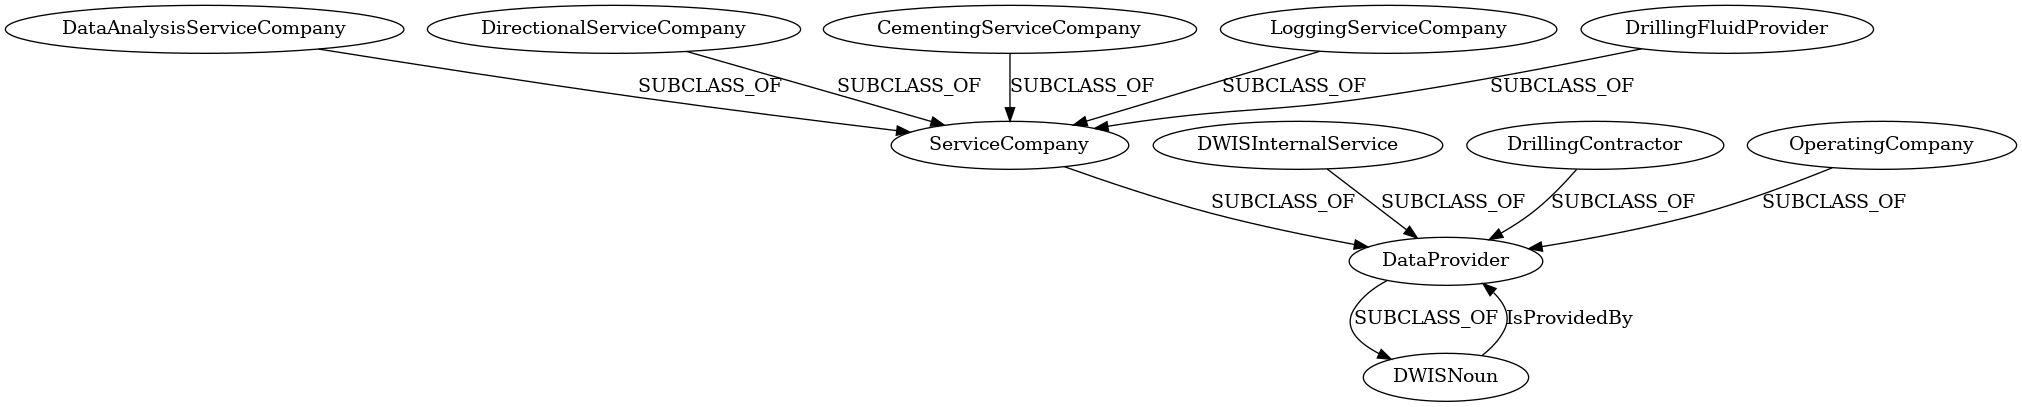 DataAnalysisServiceCompany
DirectionalServiceCompany
CementingServiceCompany
LoggingServiceCompany
DrillingFluidProvider
SUBCLASS_OF
SUBCLASS_OF
SUBCLASS_OF
SUBCLASS_OF
SUBCLASS_OF
ServiceCompany
DWISInternalService
DrillingContractor
OperatingCompany
SUBCLASS_OF
SUBCLASS_OF
SUBCLASS_OF
SUBCLASS_OF
DataProvider
SUBCLASS_OF
IsProvidedBy
DWISNoun